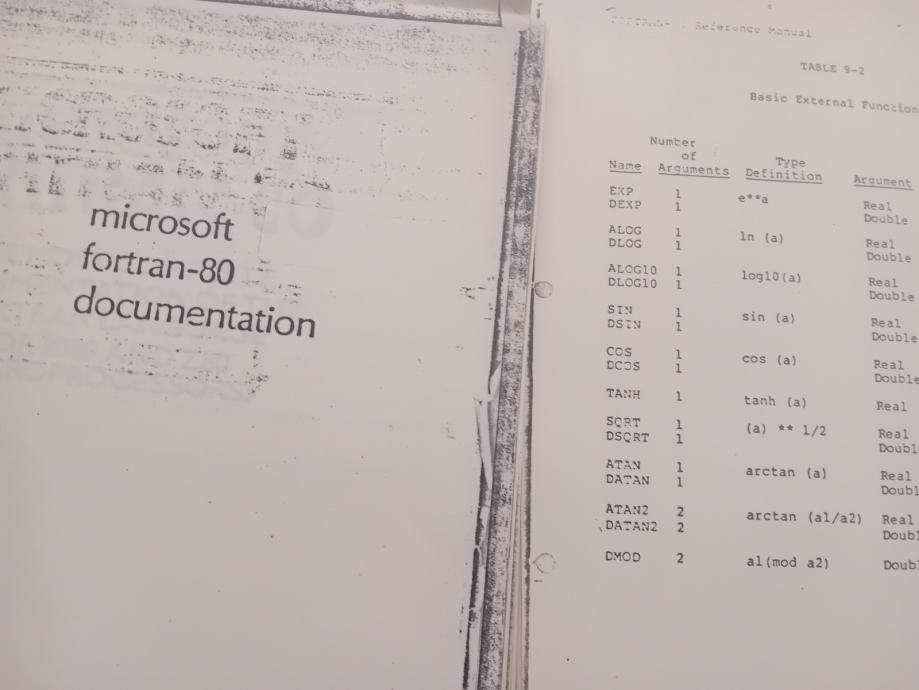 microsoft
fortran-80
documentation
Reference Manual
TABLE 9-2
Basic External Function
Number
of
Name Arguments Type Definition Argument
EXP 1 e**a Real
DEXP 1 Double
ALOG 1 ln (a) Real
DLOG 1 Double
ALOG10 1 log10(a) Real
DLOG10 1 Double
SIN 1 sin (a) Real
DSIN 1 Double
COS 1 cos (a) Real
DCOS 1 Double
TANH 1 tanh (a) Real
SQRT 1 (a) ** 1/2 Real
DSQRT 1 Doubl
ATAN 1 arctan (a) Real
DATAN 1 Doubl
ATAN2 2 arctan (a1/a2) Real
DATAN2 2 Doubl
DMOD 2 a1(mod a2) Doub